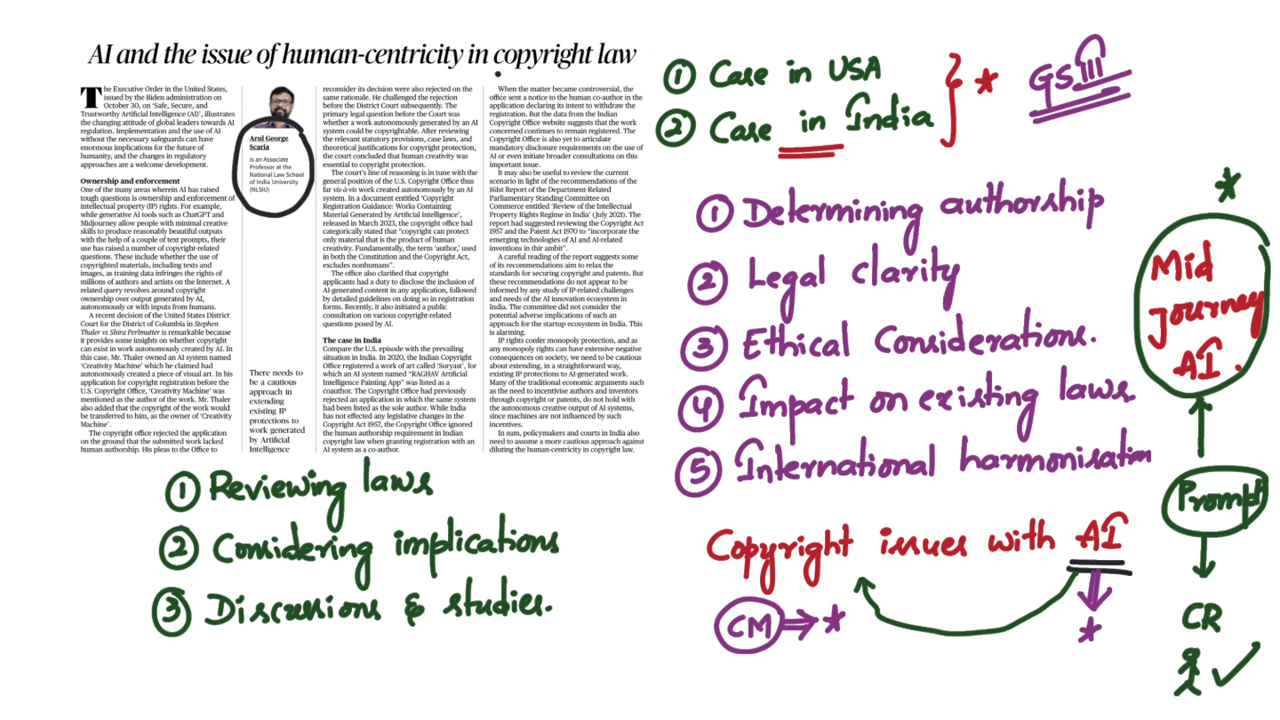 AI and the issue of human-centricity in copyright law
The Executive Order in the United States,
issued by the Biden administration on
October 30, on 'Safe, Secure, and
Trustworthy Artificial Intelligence (AI)', illustrates
the changing attitude of global leaders towards AI
regulation. Implementation and the use of AI
without the necessary safeguards can have
enormous implications for the future of
humanity, and the changes in regulatory
approaches are a welcome development.
Ownership and enforcement
One of the many areas wherein AI has raised
tough questions is ownership and enforcement of
intellectual property (IP) rights. For example,
while generative AI tools such as ChatGPT and
Midjourney allow people with minimal creative
skills to produce reasonably beautiful outputs
with the help of a couple of text prompts, their
use has raised a number of copyright-related
questions. These include whether the use of
copyrighted materials, including texts and
images, as training data infringes the rights of
millions of authors and artists on the Internet. A
related query revolves around copyright
ownership over output generated by AI,
autonomously or with inputs from humans.
A recent decision of the United States District
Court for the District of Columbia in Stephen
Thaler vs Shira Perlmutter is remarkable because
it provides some insights on whether copyright
can exist in work autonomously created by AI. In
this case, Mr. Thaler owned an AI system named
'Creativity Machine' which he claimed had
autonomously created a piece of visual art. In his
application for copyright registration before the
U.S. Copyright Office, 'Creativity Machine' was
mentioned as the author of the work. Mr. Thaler
also added that the copyright of the work would
be transferred to him, as the owner of 'Creativity
Machine'.
The copyright office rejected the application
on the ground that the submitted work lacked
human authorship. His pleas to the Office to
Arul George
Scaria
is an Associate
Professor at the
National Law School
of India University
(NLSIU)
There needs to
be a cautious
approach in
extending
existing IP
protections to
work generated
by Artificial
Intelligence
reconsider its decision were also rejected on the
same rationale. He challenged the rejection
before the District Court subsequently. The
primary legal question before the Court was
whether a work autonomously generated by an AI
system could be copyrightable. After reviewing
the relevant statutory provisions, case laws, and
theoretical justifications for copyright protection,
the court concluded that human creativity was
essential to copyright protection.
The court's line of reasoning is in tune with the
general position of the U.S. Copyright Office thus
far vis-à-vis work created autonomously by an AI
system. In a document entitled 'Copyright
Registration Guidance: Works Containing
Material Generated by Artificial Intelligence',
released in March 2023, the copyright office had
categorically stated that "copyright can protect
only material that is the product of human
creativity. Fundamentally, the term 'author,' used
in both the Constitution and the Copyright Act,
excludes nonhumans".
The office also clarified that copyright
applicants had a duty to disclose the inclusion of
AI-generated content in any application, followed
by detailed guidelines on doing so in registration
forms. Recently, it also initiated a public
consultation on various copyright-related
questions posed by AI.
The case in India
Compare the U.S. episode with the prevailing
situation in India. In 2020, the Indian Copyright
Office registered a work of art called 'Suryast', for
which an AI system named "RAGHAV Artificial
Intelligence Painting App" was listed as a
coauthor. The Copyright Office had previously
rejected an application in which the same system
had been listed as the sole author. While India
has not effected any legislative changes in the
Copyright Act 1957, the Copyright Office ignored
the human authorship requirement in Indian
copyright law when granting registration with an
AI system as a co-author.
When the matter became controversial, the
office sent a notice to the human co-author in the
application declaring its intent to withdraw the
registration. But the data from the Indian
Copyright Office website suggests that the work
concerned continues to remain registered. The
Copyright Office is also yet to articulate
mandatory disclosure requirements on the use of
AI or even initiate broader consultations on this
important issue.
It may also be useful to review the current
scenario in light of the recommendations of the
161st Report of the Department-Related
Parliamentary Standing Committee on
Commerce entitled 'Review of the Intellectual
Property Rights Regime in India' (July 2021). The
report had suggested reviewing the Copyright Act
1957 and the Patent Act 1970 to "incorporate the
emerging technologies of AI and AI-related
inventions in their ambit".
A careful reading of the report suggests some
of its recommendations aim to relax the
standards for securing copyright and patents. But
these recommendations do not appear to be
informed by any study of IP-related challenges
and needs of the AI innovation ecosystem in
India. The committee did not consider the
potential adverse implications of such an
approach for the startup ecosystem in India. This
is alarming.
IP rights confer monopoly protection, and as
any monopoly rights can have extensive negative
consequences on society, we need to be cautious
about extending, in a straightforward way,
existing IP protections to AI-generated work.
Many of the traditional economic arguments such
as the need to incentivise authors and inventors
through copyright or patents, do not hold with
the autonomous creative output of AI systems,
since machines are not influenced by such
incentives.
In sum, policymakers and courts in India also
need to assume a more cautious approach against
diluting the human-centricity in copyright law.
① Reviewing laws
② Considering implications
③ Discussions & studies.
① Case in USA
② Case in India
GSIII
① Determining authorship
② Legal clarity
③ Ethical Considerations.
④ Impact on existing laws.
⑤ International harmonisation
Copyright issues with AI
CM ⇒ *
*
Mid
Journey
AI.
Prompt
CR